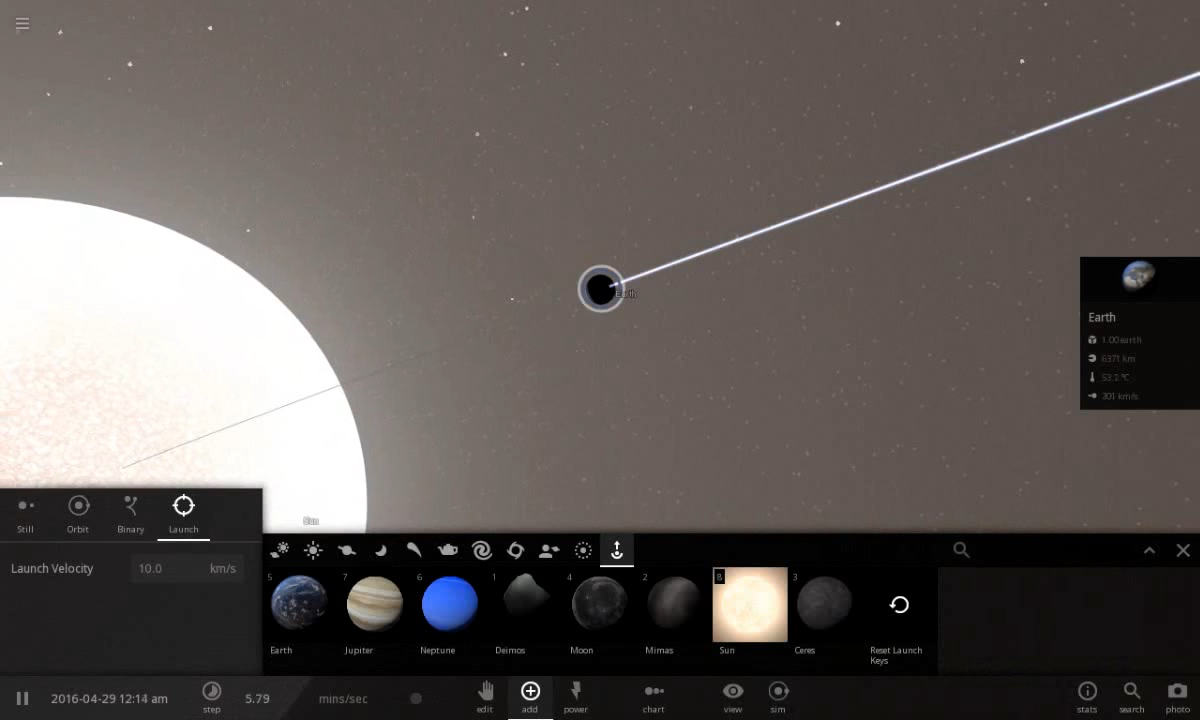 Earth
Earth
1.00 earth
6371 km
53.2 °C
301 km/s
Sun
Still
Orbit
Binary
Launch
Launch Velocity
10.0
km/s
5
7
6
1
4
2
8
3
Earth
Jupiter
Neptune
Deimos
Moon
Mimas
Sun
Ceres
Reset Launch
Keys
2016-04-29 12:14 am
step
5.79
mins/sec
edit
add
power
chart
view
sim
stats
search
photo